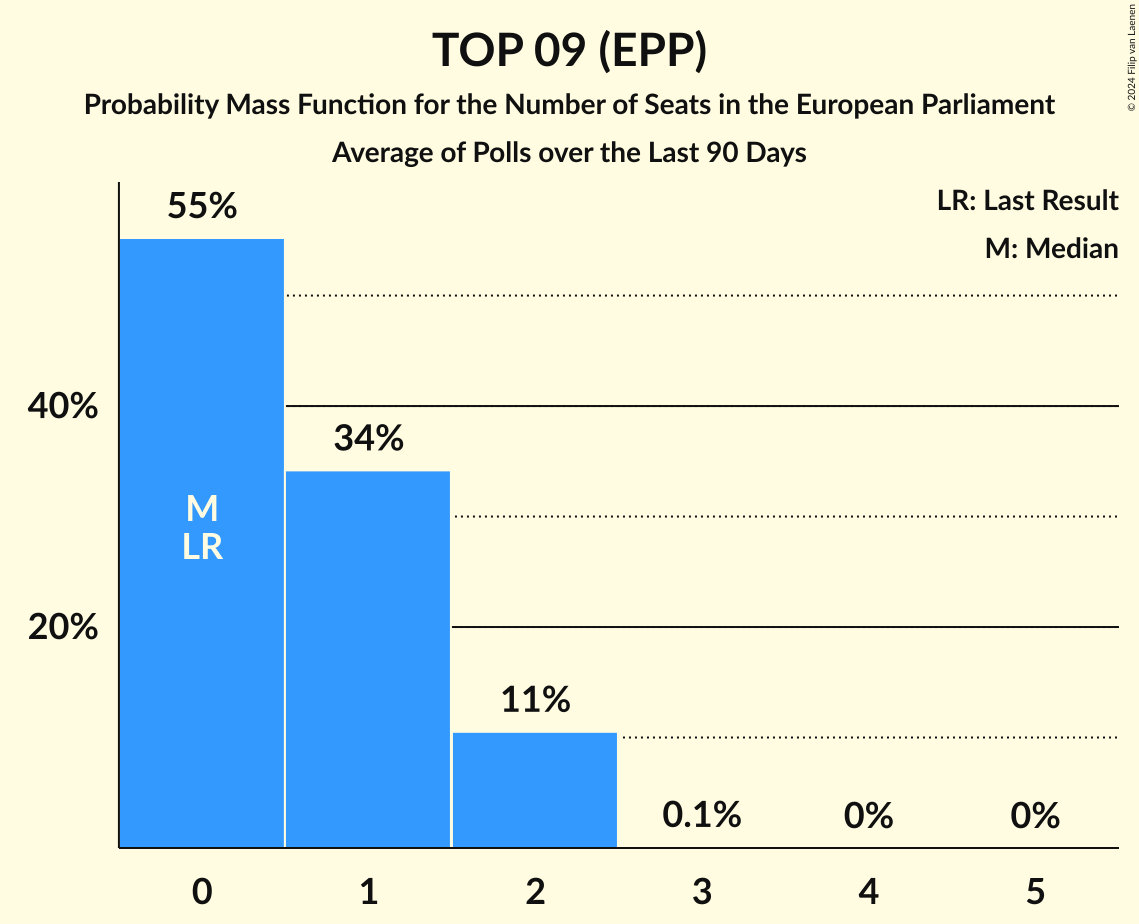 TOP 09 (EPP)
Probability Mass Function for the Number of Seats in the European Parliament
Average of Polls over the Last 90 Days
© 2024 Filip van Laenen
LR: Last Result
M: Median
55%
40%
34%
M
LR
20%
11%
0.1%
0%
0%
0
1
2
3
4
5